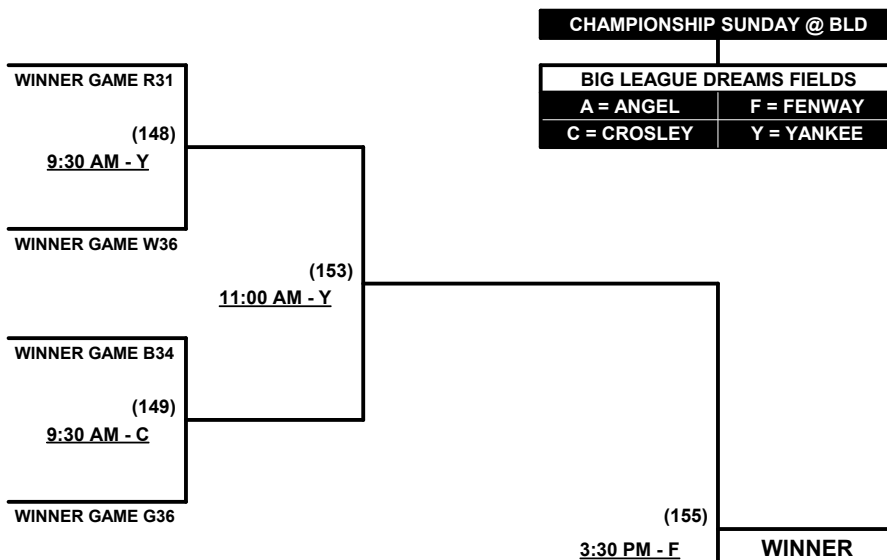 CHAMPIONSHIP SUNDAY @ BLD
BIG LEAGUE DREAMS FIELDS
A = ANGEL F = FENWAY
C = CROSLEY Y = YANKEE
WINNER GAME R31
(148)
9:30 AM - Y
WINNER GAME W36
(153)
11:00 AM - Y
WINNER GAME B34
(149)
9:30 AM - C
WINNER GAME G36
(155)
3:30 PM - F
WINNER